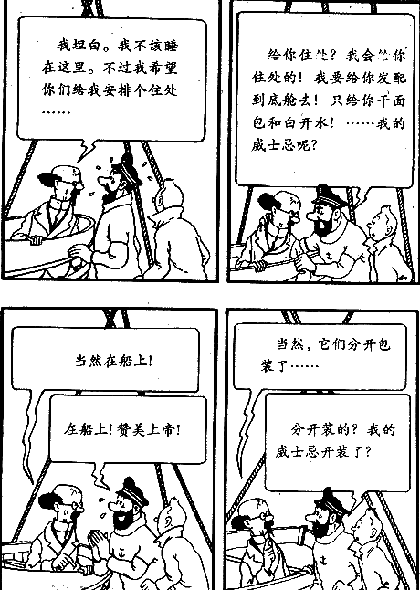 我坦白。我不该睡
在这里。不过我希望
你们给我安排个住处
……
给你住处？我会给你
住处的！我要给你发配
到底舱去！只给你干面
包和白开水！……我的
威士忌呢？
当然在船上！
在船上！赞美上帝！
当然，它们分开包
装了……
分开装的？我的
威士忌开装了？